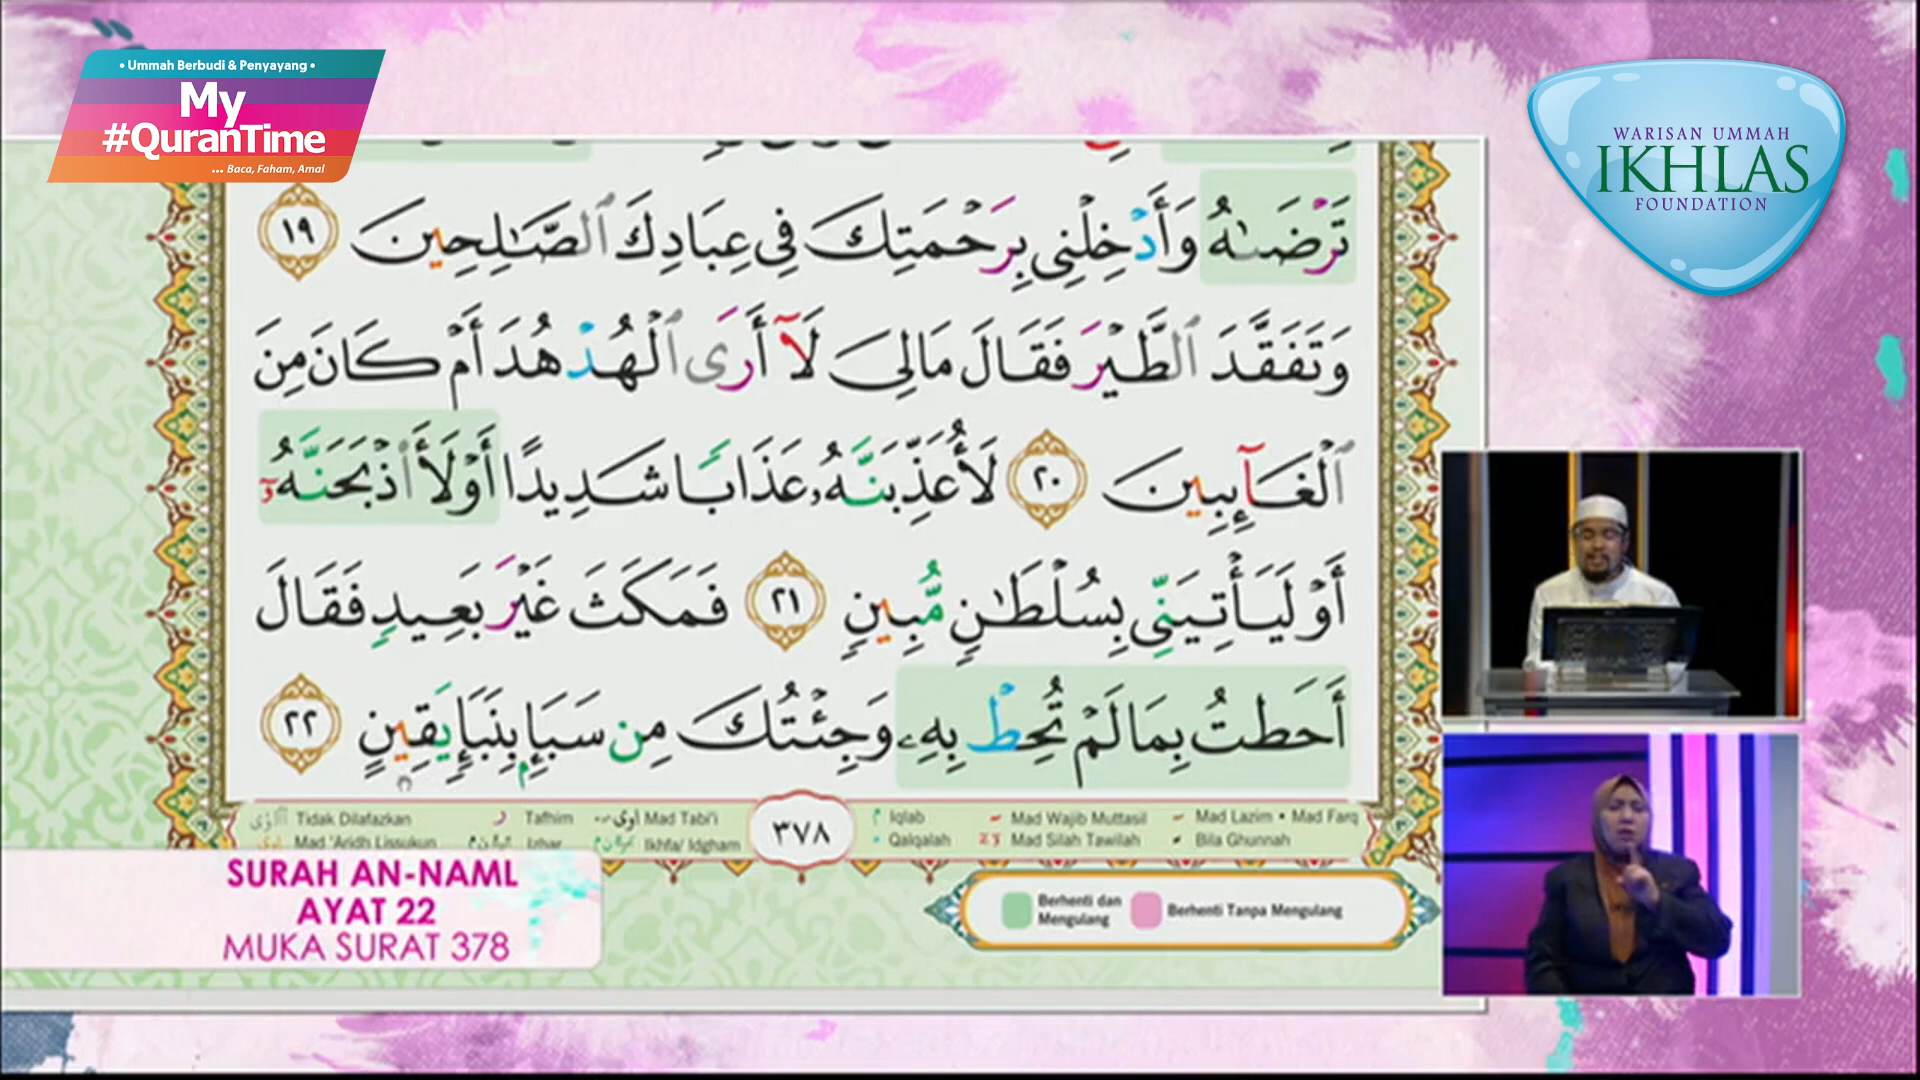 • Ummah Berbudi & Penyayang •
My
#QuranTime
... Baca, Faham, Amal
WARISAN UMMAH
IKHLAS
FOUNDATION
تَرْضَىٰهُ وَأَدْخِلْنِى بِرَحْمَتِكَ فِى عِبَادِكَ ٱلصَّـٰلِحِينَ ١٩
وَتَفَقَّدَ ٱلطَّيْرَ فَقَالَ مَالِىَ لَآ أَرَى ٱلْهُدْهُدَ أَمْ كَانَ مِنَ
ٱلْغَآئِبِينَ ٢٠ لَأُعَذِّبَنَّهُۥ عَذَابًا شَدِيدًا أَوْ لَأَا۟ذْبَحَنَّهُۥٓ
أَوْ لَيَأْتِيَنِّى بِسُلْطَـٰنٍ مُّبِينٍ ٢١ فَمَكَثَ غَيْرَ بَعِيدٍ فَقَالَ
أَحَطتُ بِمَا لَمْ تُحِطْ بِهِۦ وَجِئْتُكَ مِن سَبَإٍۭ بِنَبَإٍ يَقِينٍ ٢٢
Tidak Dilafazkan Tafhim Mad Tabi'i Iqlab Mad Wajib Muttasil Mad Lazim • Mad Farq
Mad 'Aridh Lissukun Izhar Ikhfa/ Idgham ٣٧٨ Qalqalah Mad Silah Tawilah Bila Ghunnah
Berhenti dan Mengulang
Berhenti Tanpa Mengulang
SURAH AN-NAML
AYAT 22
MUKA SURAT 378